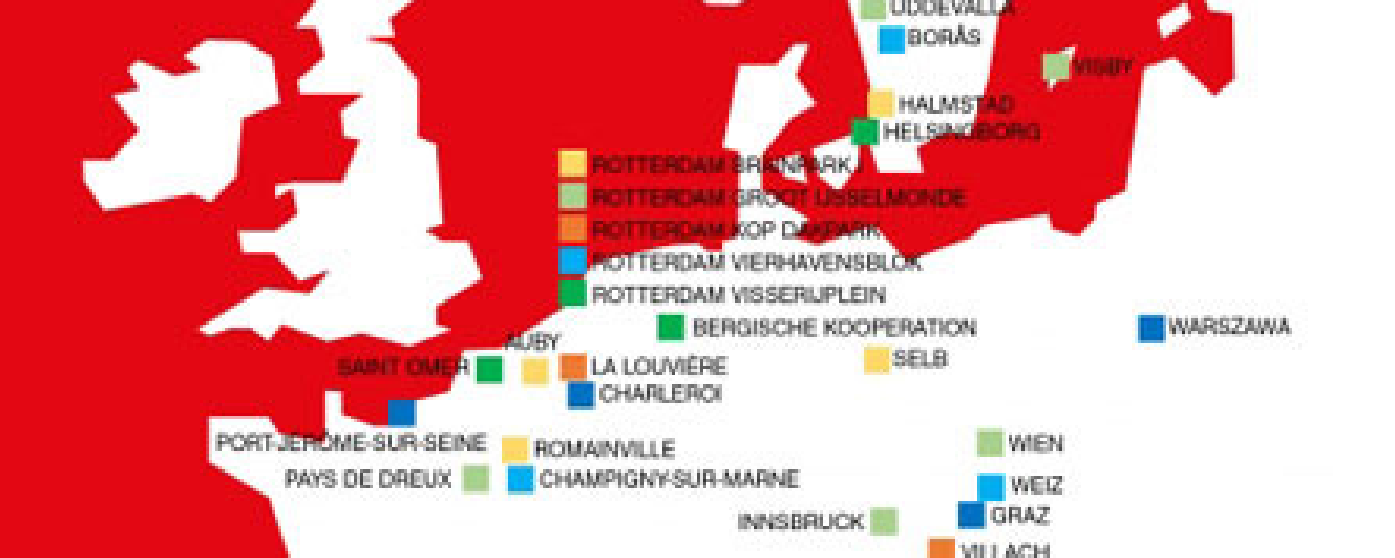 UDDEVALLA
BORÅS
VISBY
HALMSTAD
HELSINGBORG
ROTTERDAM BRAINPARK I
ROTTERDAM GROOT IJSSELMONDE
ROTTERDAM KOP DAKPARK
ROTTERDAM VIERHAVENSBLOK
ROTTERDAM VISSERIJPLEIN
BERGISCHE KOOPERATION
WARSZAWA
AUBY
SELB
SAINT OMER
LA LOUVIÈRE
CHARLEROI
PORT-JÉRÔME-SUR-SEINE
ROMAINVILLE
WIEN
PAYS DE DREUX
CHAMPIGNY-SUR-MARNE
WEIZ
GRAZ
INNSBRUCK
VILLACH